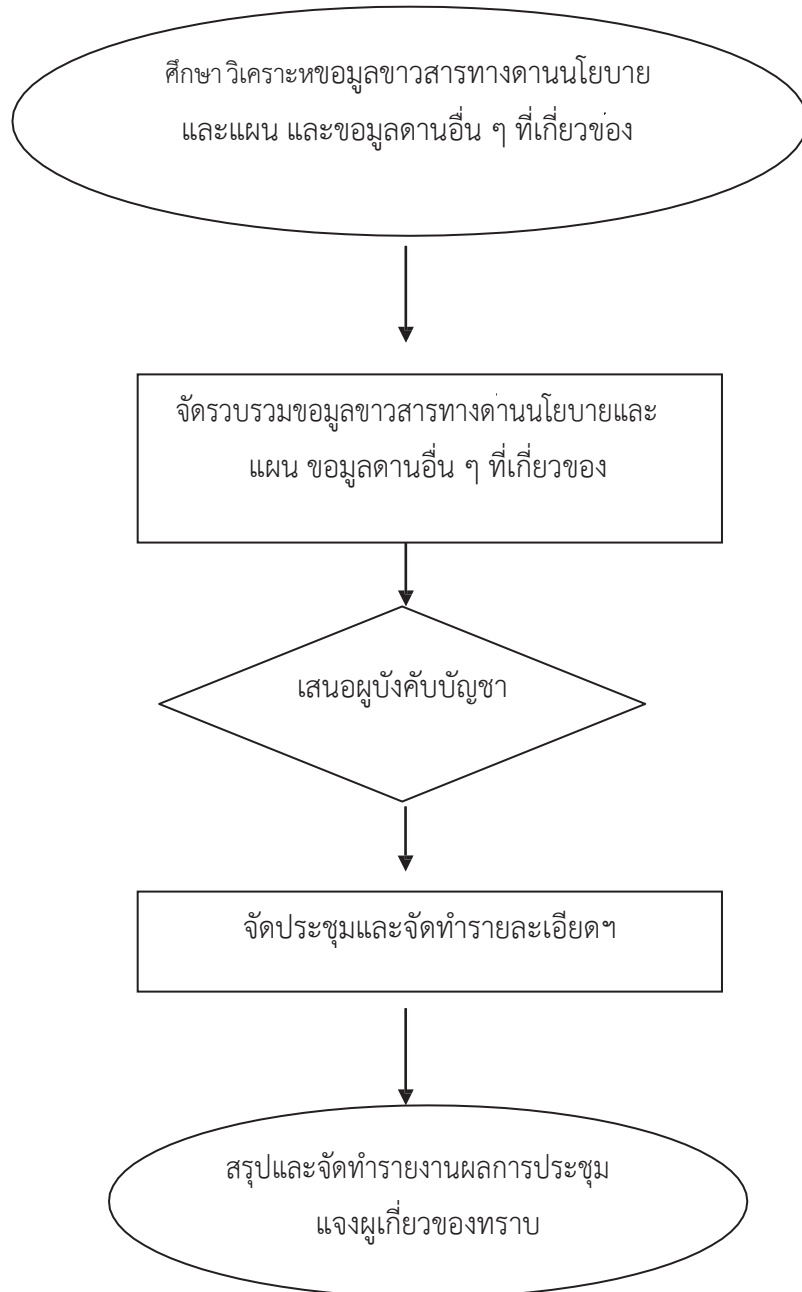 ศึกษา วิเคราะหขอมูลขาวสารทางดานนโยบาย
และแผน และขอมูลดานอื่น ๆ ที่เกี่ยวข่อง
จัดรวบรวมขอมูลขาวสารทางด่านนโยบายและ
แผน ขอมูลดานอื่น ๆ ที่เกี่ยวของ
เสนอผูบังคับบัญชา
จัดประชุมและจัดทำรายละเอียดฯ
สรุปและจัดทำรายงานผลการประชุม
แจงผูเกี่ยวของทราบ